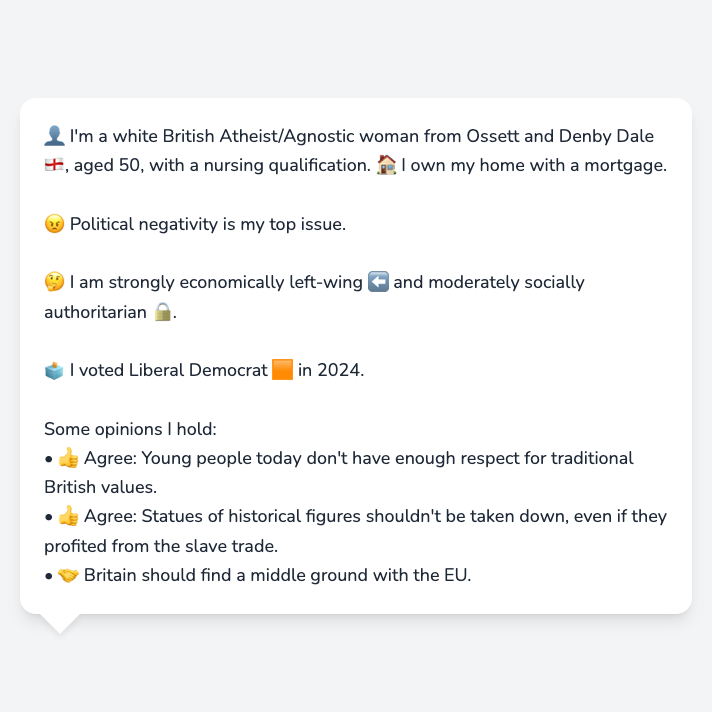 👤 I'm a white British Atheist/Agnostic woman from Ossett and Denby Dale
🏴󠁧󠁢󠁥󠁮󠁧󠁿, aged 50, with a nursing qualification. 🏠 I own my home with a mortgage.
😠 Political negativity is my top issue.
🤔 I am strongly economically left-wing ⬅️ and moderately socially
authoritarian 🔒.
🗳️ I voted Liberal Democrat 🟧 in 2024.
Some opinions I hold:
• 👍 Agree: Young people today don't have enough respect for traditional
British values.
• 👍 Agree: Statues of historical figures shouldn't be taken down, even if they
profited from the slave trade.
• 🤝 Britain should find a middle ground with the EU.